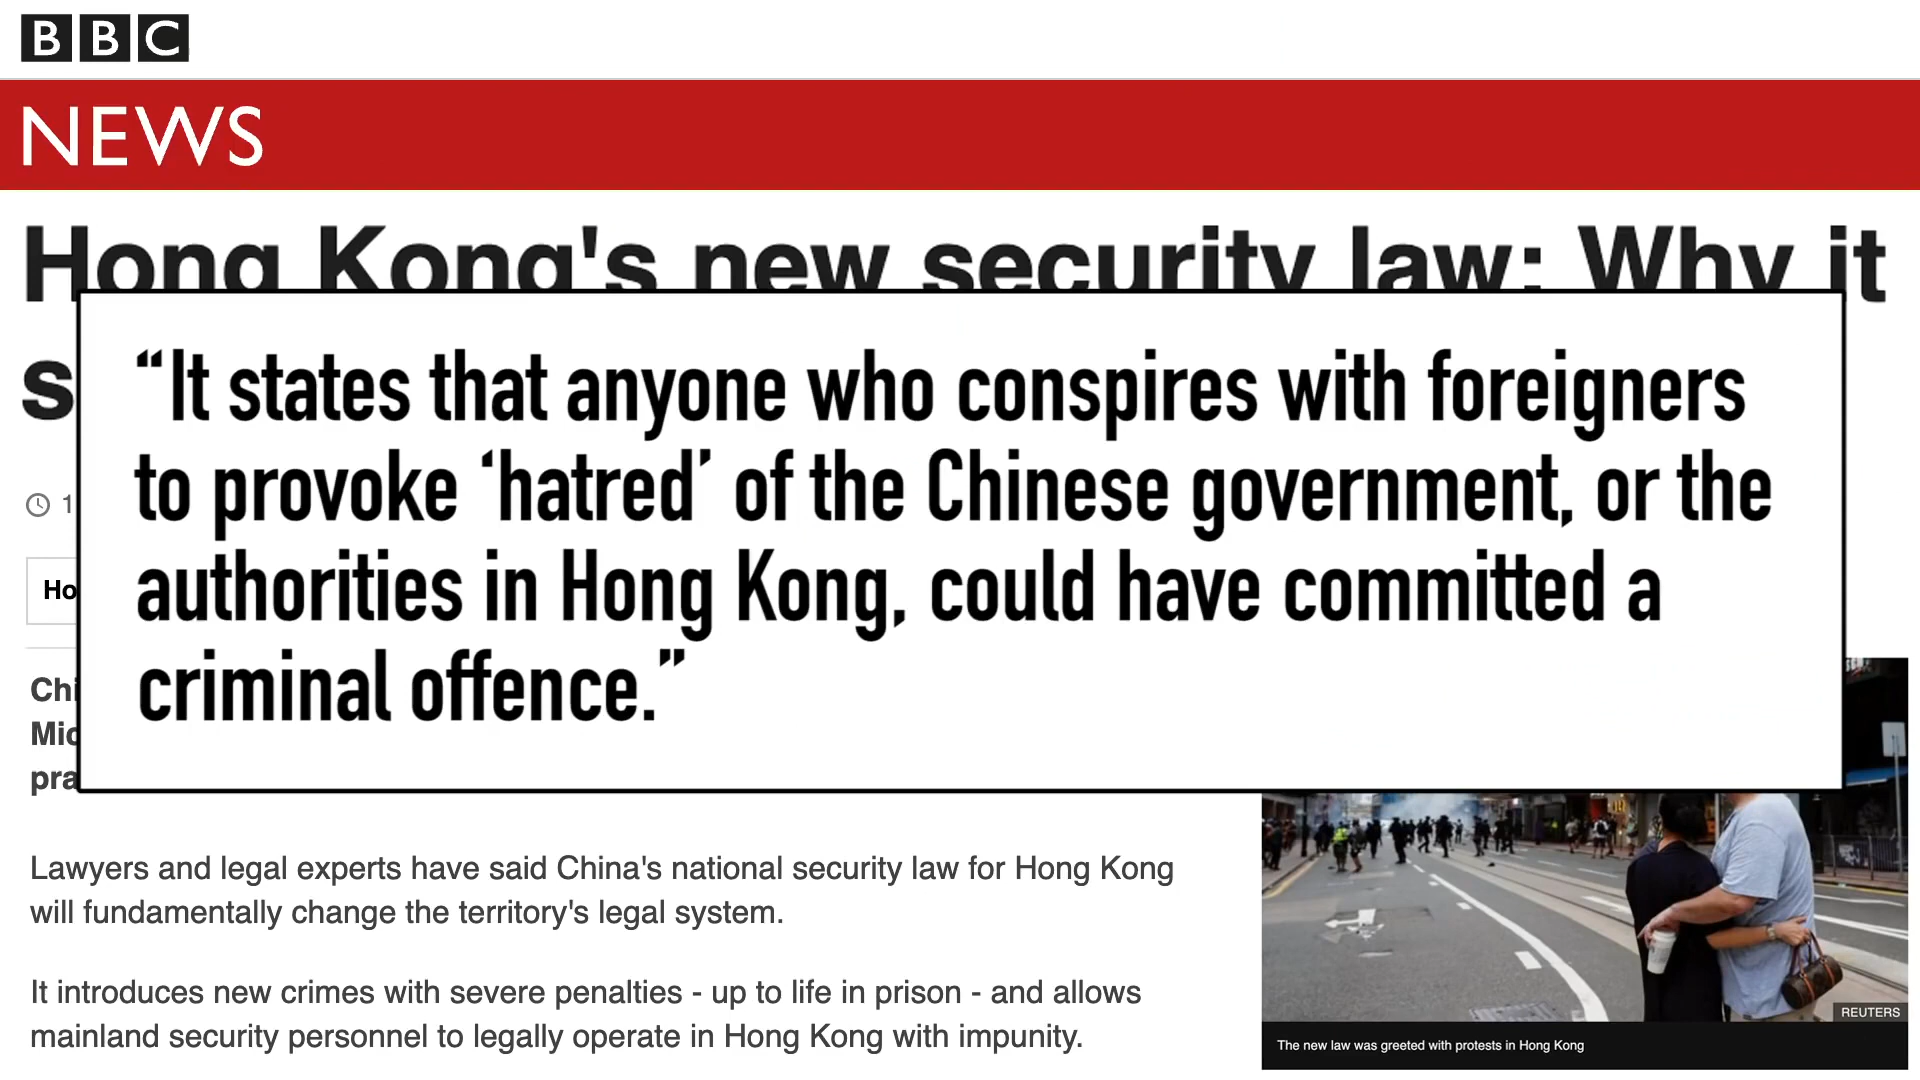 BBC
NEWS
Hong Kong's new security law: Why it
s
1
“It states that anyone who conspires with foreigners
to provoke ‘hatred’ of the Chinese government, or the
authorities in Hong Kong, could have committed a
criminal offence.”
Ho
Chi
Mic
pra
Lawyers and legal experts have said China's national security law for Hong Kong
will fundamentally change the territory's legal system.
It introduces new crimes with severe penalties - up to life in prison - and allows
mainland security personnel to legally operate in Hong Kong with impunity.
REUTERS
The new law was greeted with protests in Hong Kong